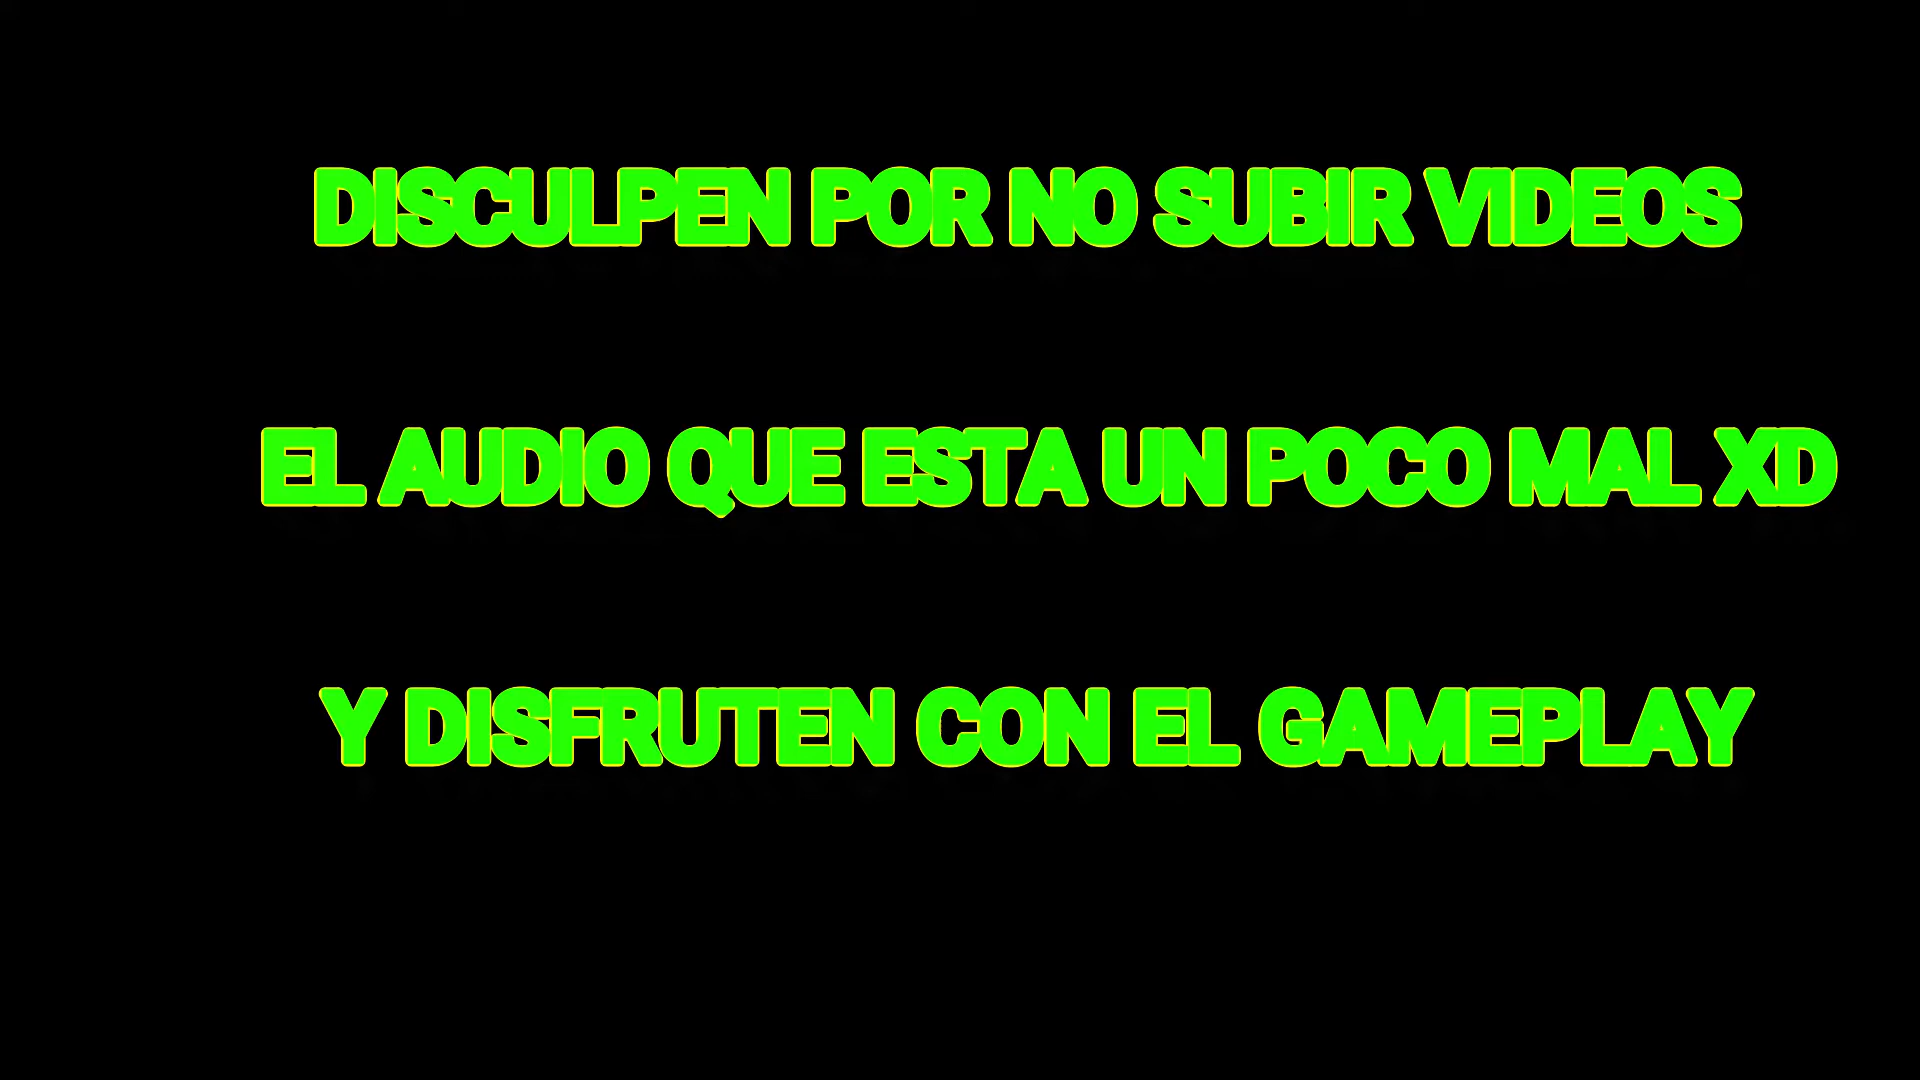 DISCULPEN POR NO SUBIR VIDEOS
EL AUDIO QUE ESTA UN POCO MAL XD
Y DISFRUTEN CON EL GAMEPLAY